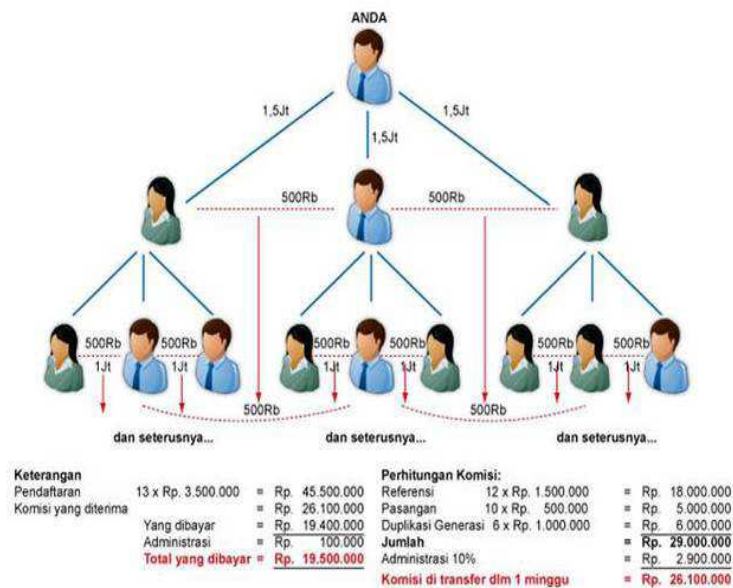 ANDA
1,5Jt 1,5Jt 1,5Jt
500Rb 500Rb
500Rb 500Rb 500Rb 500Rb 500Rb 500Rb
1Jt 1Jt 1Jt 1Jt 1Jt 1Jt
500Rb 500Rb
dan seterusnya... dan seterusnya... dan seterusnya...
Keterangan
Pendaftaran 13 x Rp. 3.500.000 = Rp. 45.500.000
Komisi yang diterima = Rp. 26.100.000
Yang dibayar = Rp. 19.400.000
Administrasi = Rp. 100.000
Total yang dibayar = Rp. 19.500.000
Perhitungan Komisi:
Referensi 12 x Rp. 1.500.000 = Rp. 18.000.000
Pasangan 10 x Rp. 500.000 = Rp. 5.000.000
Duplikasi Generasi 6 x Rp. 1.000.000 = Rp. 6.000.000
Jumlah = Rp. 29.000.000
Administrasi 10% = Rp. 2.900.000
Komisi di transfer dlm 1 minggu = Rp. 26.100.000